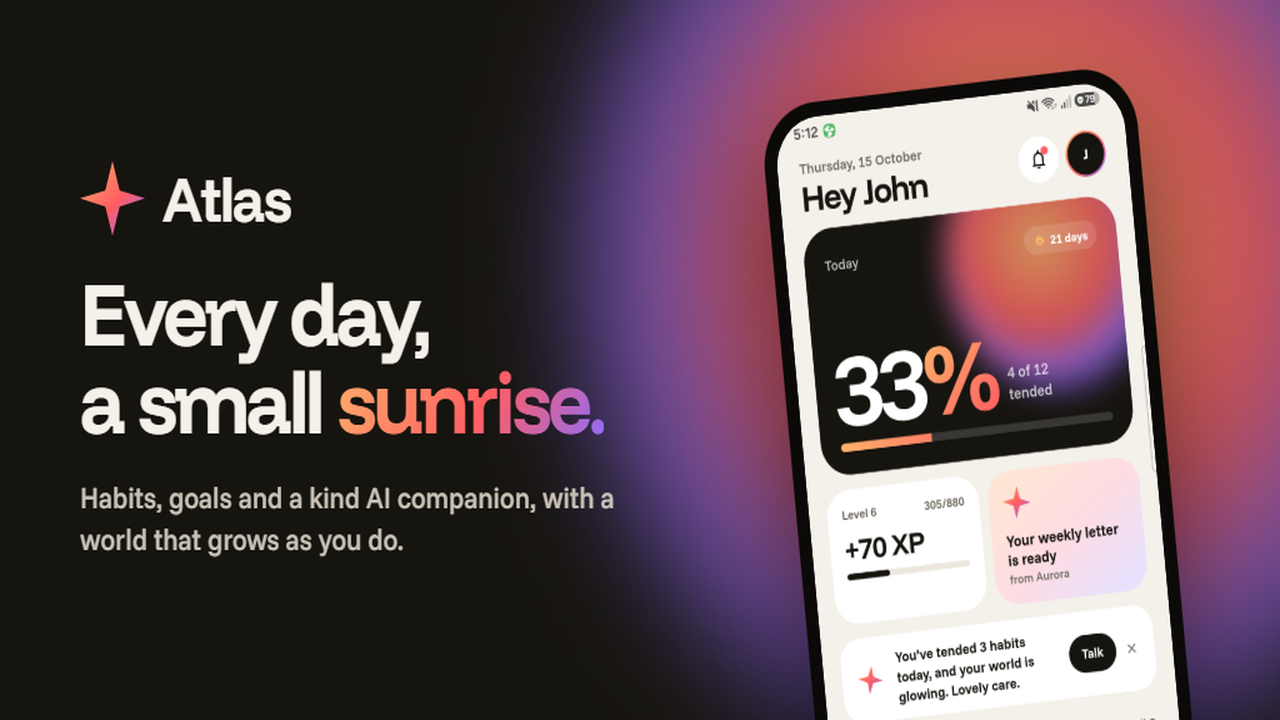 Atlas
Every day,
a small sunrise.
Habits, goals and a kind AI companion, with a
world that grows as you do.
5:12
79
Thursday, 15 October
Hey John
J
Today
21 days
33%
4 of 12
tended
Level 6
305/880
+70 XP
Your weekly letter
is ready
from Aurora
You've tended 3 habits
today, and your world is
glowing. Lovely care.
Talk